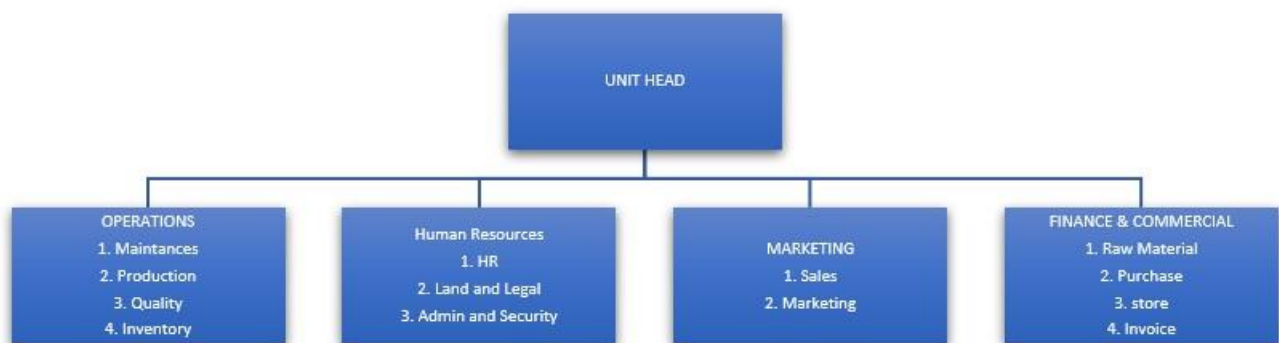 UNIT HEAD
OPERATIONS
1. Maintances
2. Production
3. Quality
4. Inventory
Human Resources
1. HR
2. Land and Legal
3. Admin and Security
MARKETING
1. Sales
2. Marketing
FINANCE & COMMERCIAL
1. Raw Material
2. Purchase
3. store
4. Invoice